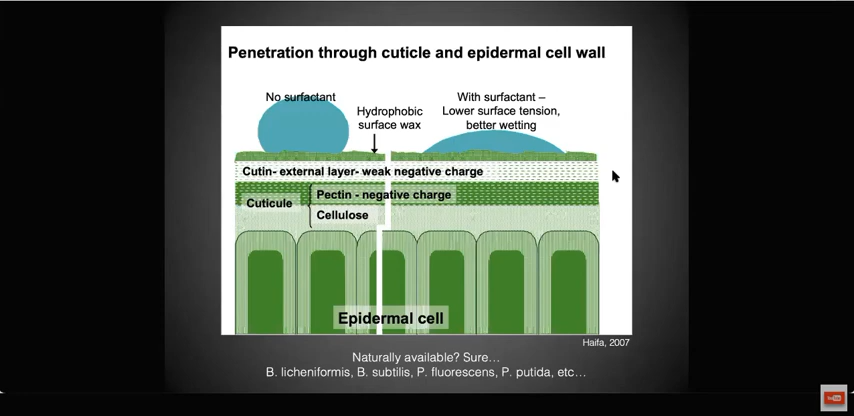 Penetration through cuticle and epidermal cell wall
No surfactant
Hydrophobic
surface wax
With surfactant –
Lower surface tension,
better wetting
Cutin- external layer- weak negative charge
Cuticule
Pectin - negative charge
Cellulose
Epidermal cell
Haifa, 2007
Naturally available? Sure…
B. licheniformis, B. subtilis, P. fluorescens, P. putida, etc…